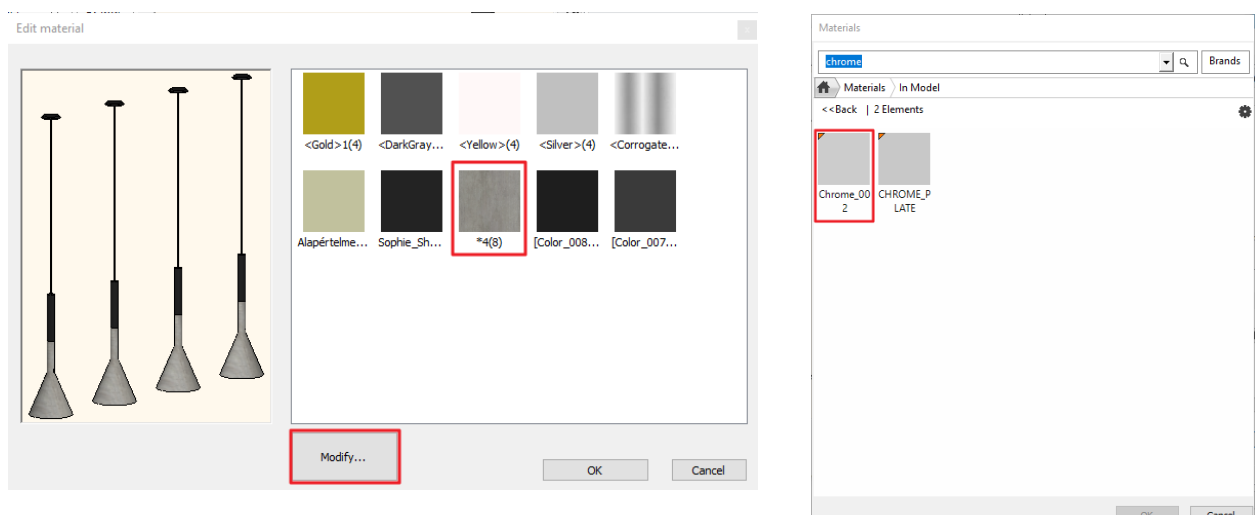 Edit material
<Gold>1(4) <DarkGray... <Yellow>(4) <Silver>(4) <Corrogate...
Alapértelme... Sophie_Sh... *4(8) [Color_008... [Color_007...
Modify...
OK Cancel
Materials
chrome Brands
Materials In Model
<<Back | 2 Elements
Chrome_00 CHROME_P
2 LATE
OK Cancel